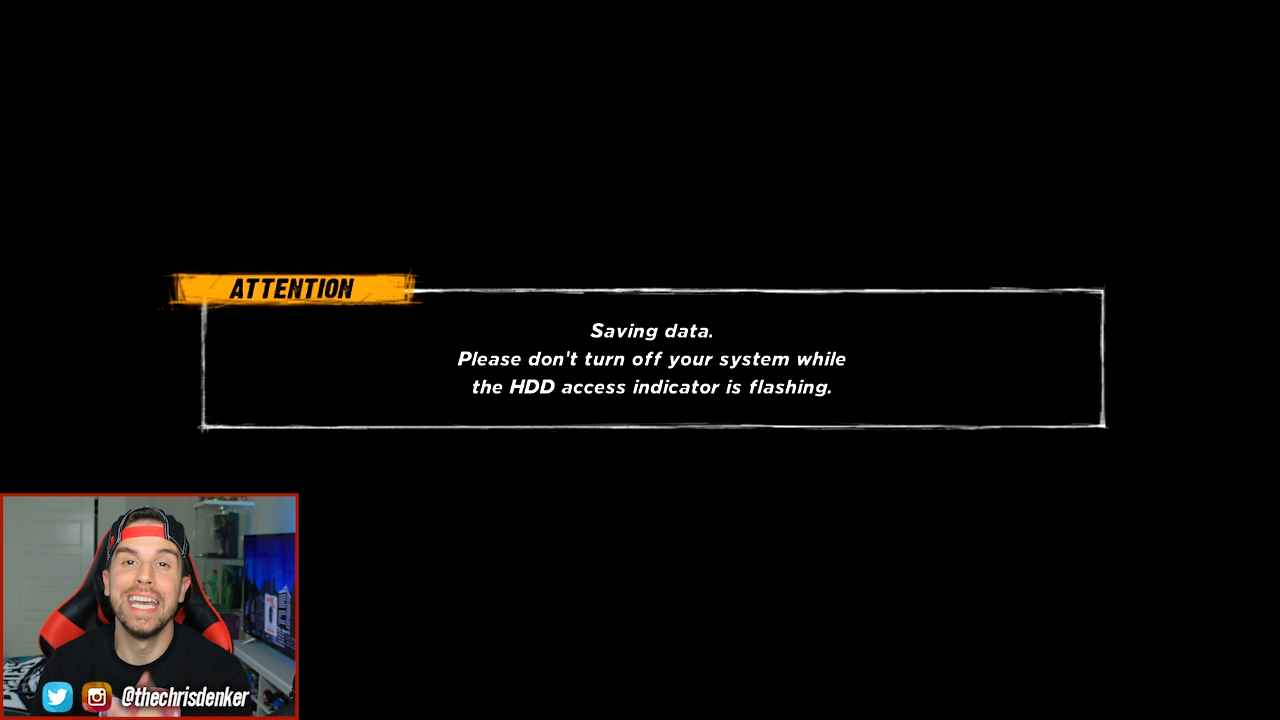 ATTENTION
Saving data.
Please don't turn off your system while
the HDD access indicator is flashing.
@thechrisdenker